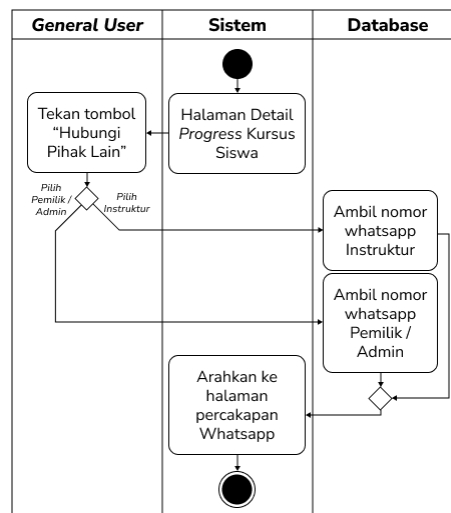 General User
Sistem
Database
Tekan tombol
“Hubungi
Pihak Lain”
Halaman Detail
Progress Kursus
Siswa
Pilih
Pemilik /
Admin
Pilih
Instruktur
Ambil nomor
whatsapp
Instruktur
Ambil nomor
whatsapp
Pemilik /
Admin
Arahkan ke
halaman
percakapan
Whatsapp